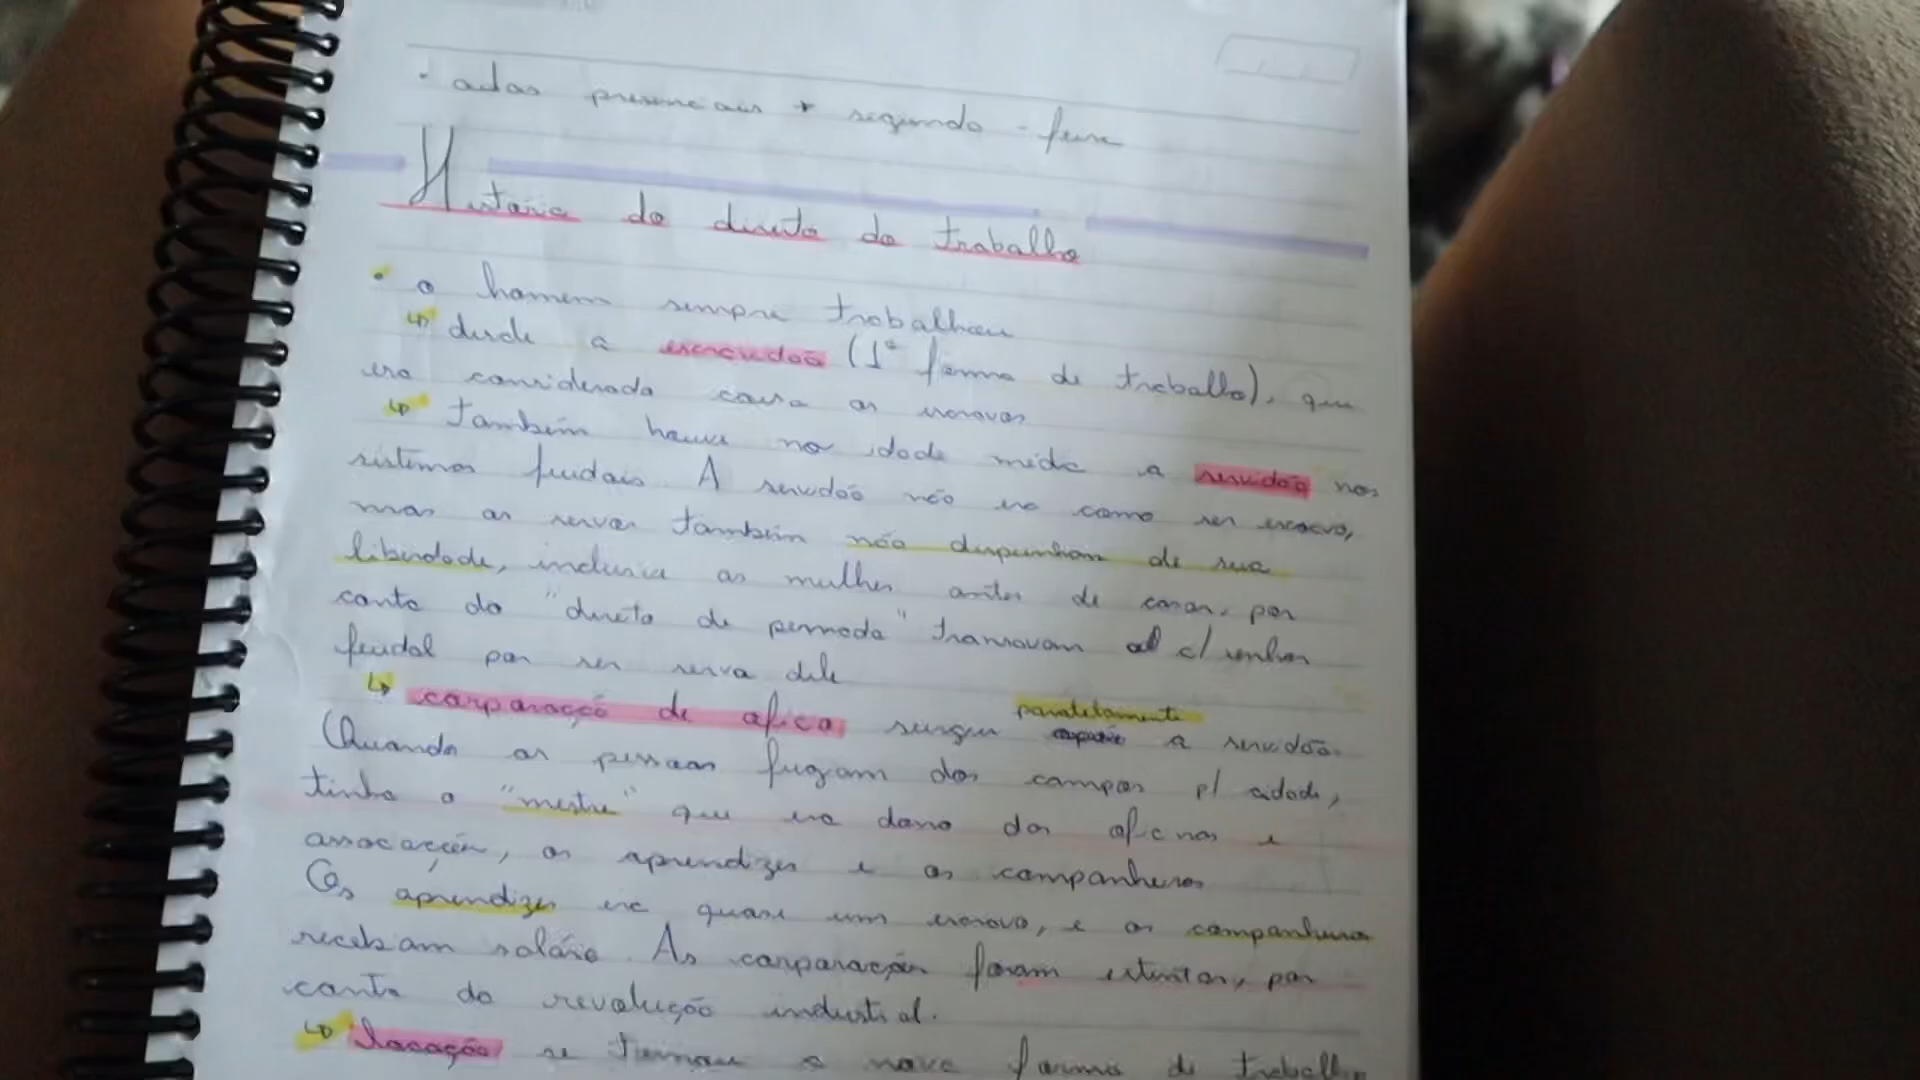 • aulas presenciais * segunda-feira
História do direito do trabalho
• o homem sempre trabalhou
↳ desde a escravidão (1ª forma de trabalho), que
era considerado coisa os escravos
↳ também houve na idade média a servidão nos
sistemas feudais. A servidão não era como ser escravo,
mas os servos também não dispunham de sua
liberdade, inclusive as mulher antes de casar, por
conta do "direito de pernada" transavam c/ senhor
feudal por ser serva dele
↳ corporação de ofício surgiu paralelamente a servidão.
Quando as pessoas fugiam dos campos p/ cidade,
tinha o "mestre" que era dono das oficinas e
associações, os aprendizes e os companheiros
Os aprendizes era quase um escravo, e os companheiros
recebiam salário. As corporações foram extintas, por
conta da revolução industrial.
↳ locação se tornou a nova forma de trabalho